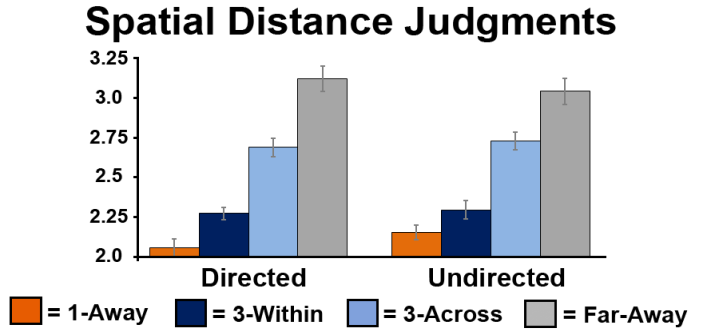 Spatial Distance Judgments
3.25
3.0
2.75
2.5
2.25
2.0
Directed Undirected
= 1-Away = 3-Within = 3-Across = Far-Away